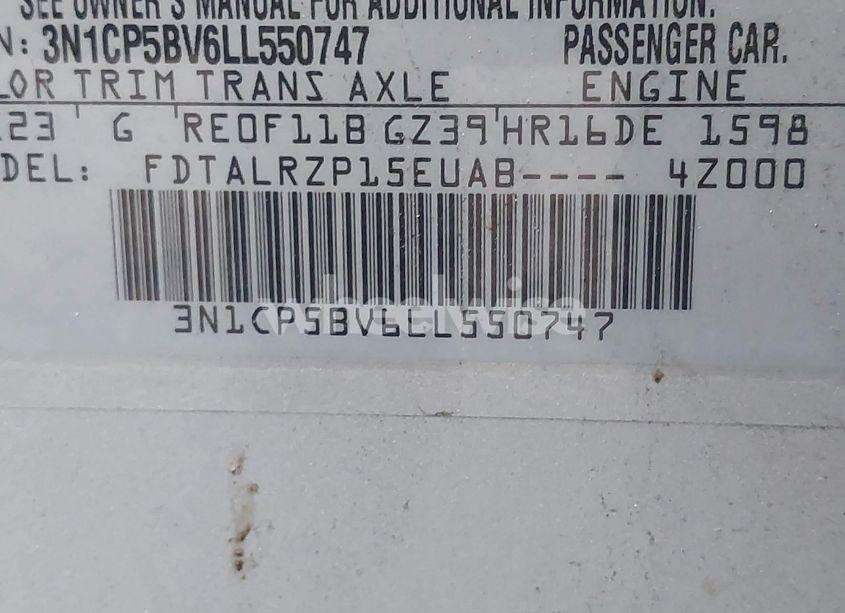 SEE OWNER'S MANUAL FOR ADDITIONAL INFORMATION.
N: 3N1CP5BV6LL550747 PASSENGER CAR.
LOR TRIM TRANS AXLE ENGINE
23 G RE0F11B GZ39 HR16DE 1598
DEL: FDTALRZP15EUAB---- 4Z000
wheelwise
3N1CP5BV6LL550747